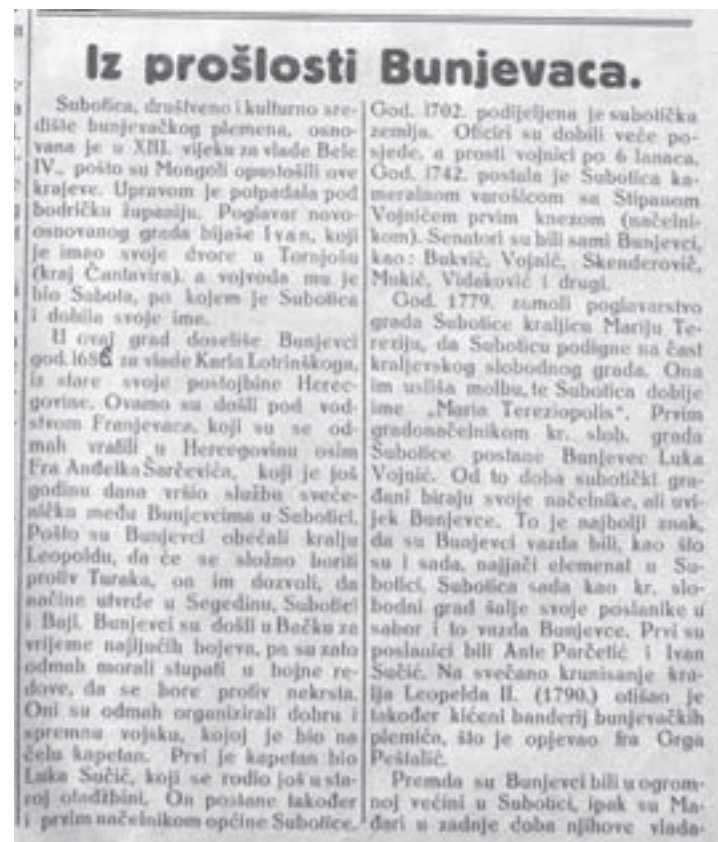 Iz prošlosti Bunjevaca.
Subotica, društveno i kulturno sre-
dište bunjevačkog plemena, osno-
vana je u XIII. vijeku za vlade Bele
IV., pošto su Mongoli opustošili ove
krajeve. Upravom je potpadala pod
bodričku županiju. Poglavar novo-
osnovanog grada bijaše Ivan, koji
je imao svoje dvore u Tornjošu
(kraj Čantavira), a vojvoda mu je
bio Subota, po kojem je Subotica
i dobila svoje ime.
U ovaj grad doseliše Bunjevci
god. 1686 za vlade Karla Lotrinškoga,
iz stare svoje postojbine Herce-
govine. Ovamo su došli pod vod-
stvom Franjevaca, koji su se od-
mah vratili u Hercegovinu osim
Fra Anđelka Šarčevića, koji je još
godinu dana vršio službu sveće-
ničku među Bunjevcima u Subotici.
Pošto su Bunjevci obećali kralju
Leopoldu, da će se složno boriti
protiv Turaka, on im dozvoli, da
načine utvrde u Segedinu, Subotici
i Baji. Bunjevci su došli u Bačku za
vrijeme najljućih bojeva, pa su zato
odmah morali stupati u bojne re-
dove, da se bore protiv nekrsta.
Oni su odmah organizirali dobru i
spremnu vojsku, kojoj je bio na
čelu kapetan. Prvi je kapetan bio
Luka Sučić, koji se rodio još u sta-
roj otadžbini. On postane također
i prvim načelnikom općine Subotice.
God. 1702. podijeljena je subotička
zemlja. Oficiri su dobili veće po-
sjede, a prosti vojnici po 6 lanaca.
God. 1742. postala je Subotica ka-
meralnom varošicom sa Stipanom
Vojnićem prvim knezom (načelni-
kom). Senatori su bili sami Bunjevci,
kao: Bukvić, Vojnić, Skenderović,
Mukić, Vidaković i drugi.
God. 1779. zamoli poglavarstvo
grada Subotice kraljicu Mariju Te-
reziju, da Suboticu podigne na čast
kraljevskog slobodnog grada. Ona
im usliša molbu, te Subotica dobije
ime „Maria Tereziopolis". Prvim
gradonačelnikom kr. slob. grada
Subotice postane Bunjevec Luka
Vojnić. Od to doba subotički gra-
đani biraju svoje načelnike, ali uvi-
jek Bunjevce. To je najbolji znak,
da su Bunjevci vazda bili, kao što
su i sada, najjači elemenat u Su-
botici. Subotica sada kao kr. slo-
bodni grad šalje svoje poslanike u
sabor i to vazda Bunjevce. Prvi su
poslanici bili Ante Parčetić i Ivan
Sučić. Na svečano krunisanje kra-
lja Leopolda II. (1790.) otišao je
također kićeni banderij bunjevačkih
plemića, što je opjevao fra Grga
Peštalić.
Premda su Bunjevci bili u ogrom-
noj većini u Subotici, ipak su Ma-
đari u zadnje doba njihove vlada-